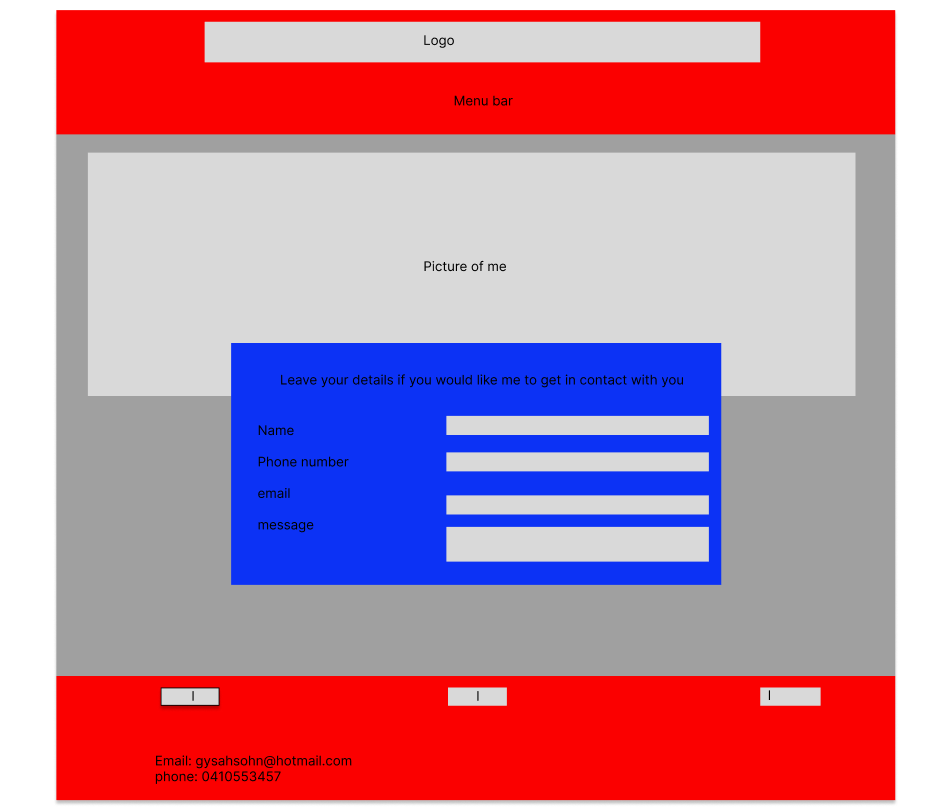 Logo
Menu bar
Picture of me
Leave your details if you would like me to get in contact with you
Name
Phone number
email
message
I
I
I
Email: gysahsohn@hotmail.com
phone: 0410553457